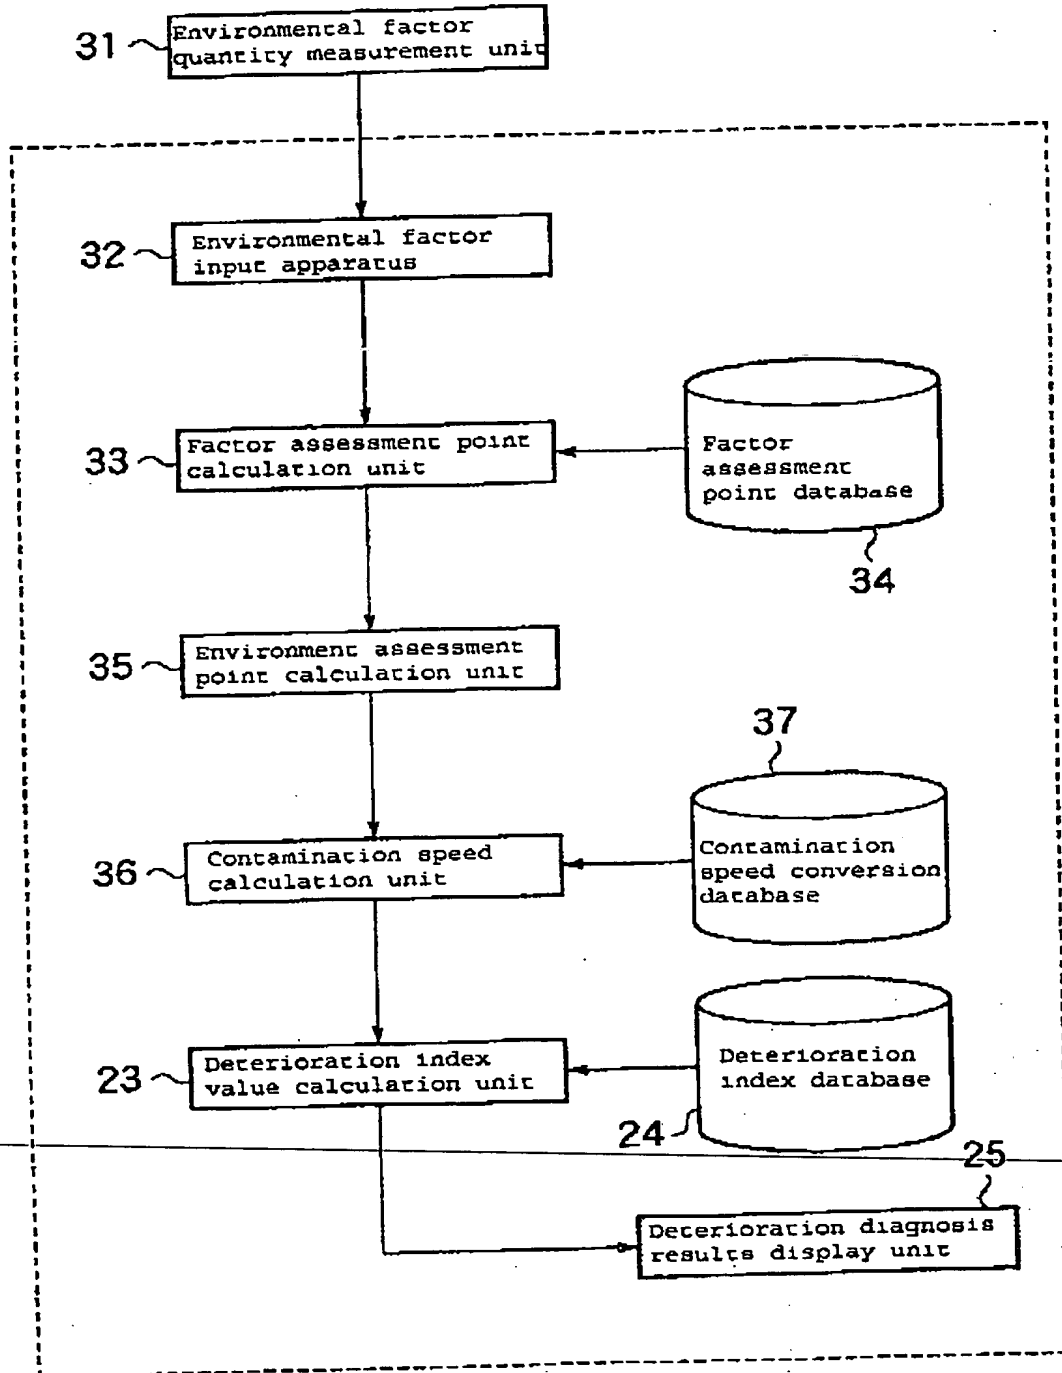 31
Environmental factor
quantity measurement unit
32
Environmental factor
input apparatus
33
Factor assessment point
calculation unit
Factor
assessment
point database
34
35
Environment assessment
point calculation unit
37
36
Contamination speed
calculation unit
Contamination
speed conversion
database
23
Deterioration index
value calculation unit
Deterioration
index database
24
25
Deterioration diagnosis
results display unit